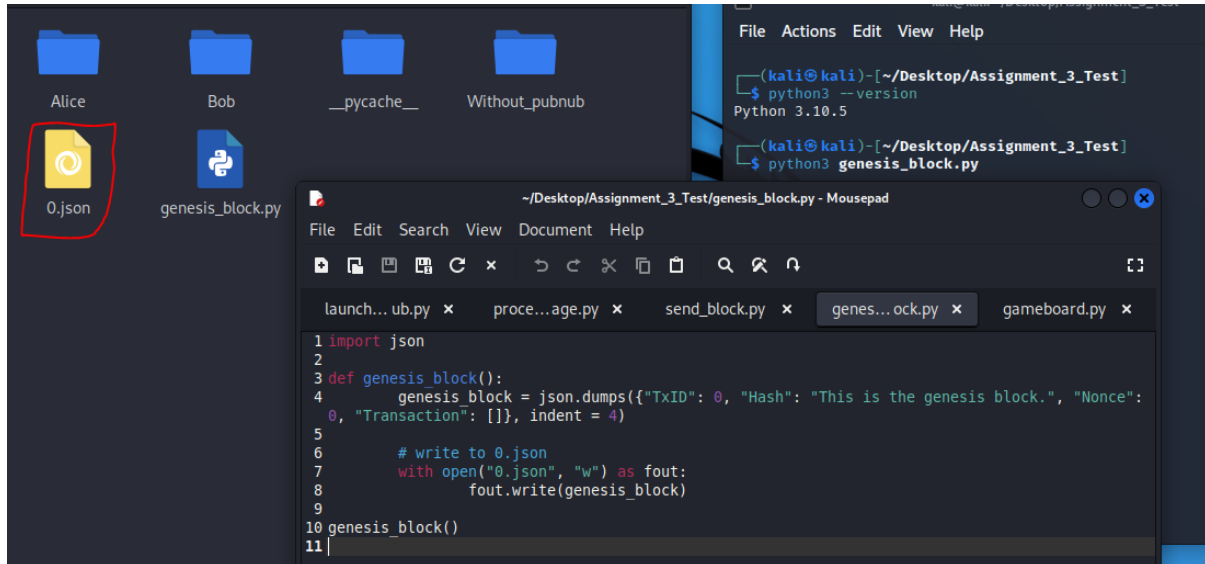 Alice
Bob
__pycache__
Without_pubnub
0.json
genesis_block.py
File Actions Edit View Help
(kali㉿kali)-[~/Desktop/Assignment_3_Test]
$ python3 --version
Python 3.10.5
(kali㉿kali)-[~/Desktop/Assignment_3_Test]
$ python3 genesis_block.py
~/Desktop/Assignment_3_Test/genesis_block.py - Mousepad
File Edit Search View Document Help
launch... ub.py × proce...age.py × send_block.py × genes... ock.py × gameboard.py ×
1 import json
2
3 def genesis_block():
4 genesis_block = json.dumps({"TxID": 0, "Hash": "This is the genesis block.", "Nonce":
0, "Transaction": []}, indent = 4)
5
6 # write to 0.json
7 with open("0.json", "w") as fout:
8 fout.write(genesis_block)
9
10 genesis_block()
11